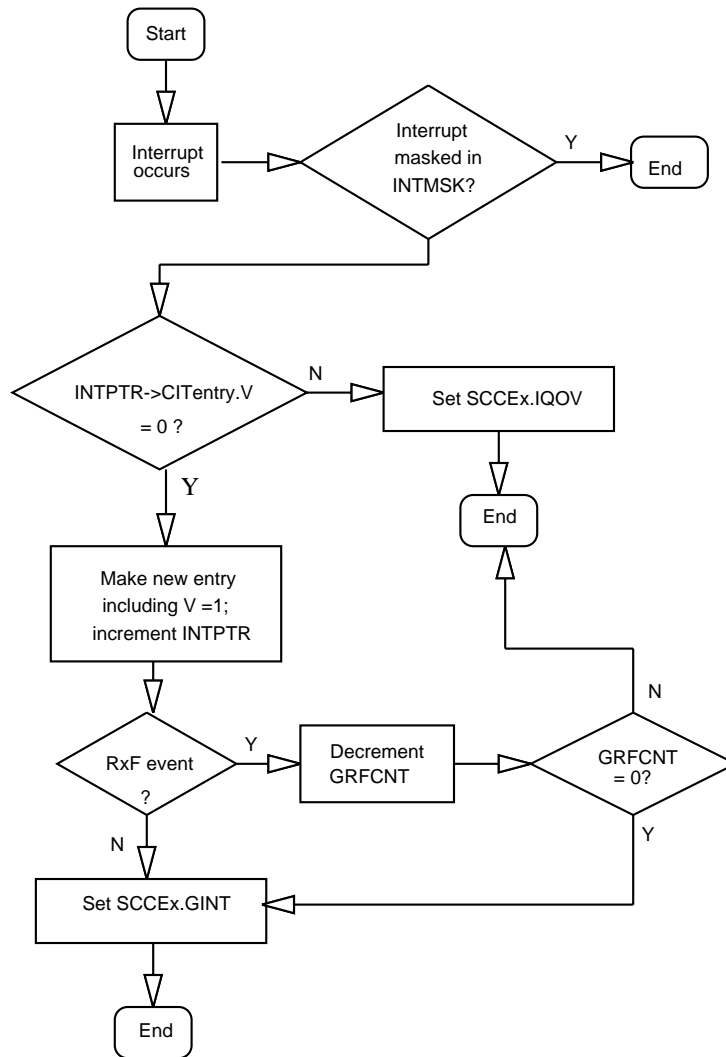 Start
Interrupt
occurs
Interrupt
masked in
INTMSK?
Y
End
INTPTR->CITentry.V
= 0 ?
N
Set SCCEx.IQOV
End
Y
Make new entry
including V =1;
increment INTPTR
RxF event
?
Y
Decrement
GRFCNT
GRFCNT
= 0?
N
Y
N
Set SCCEx.GINT
End